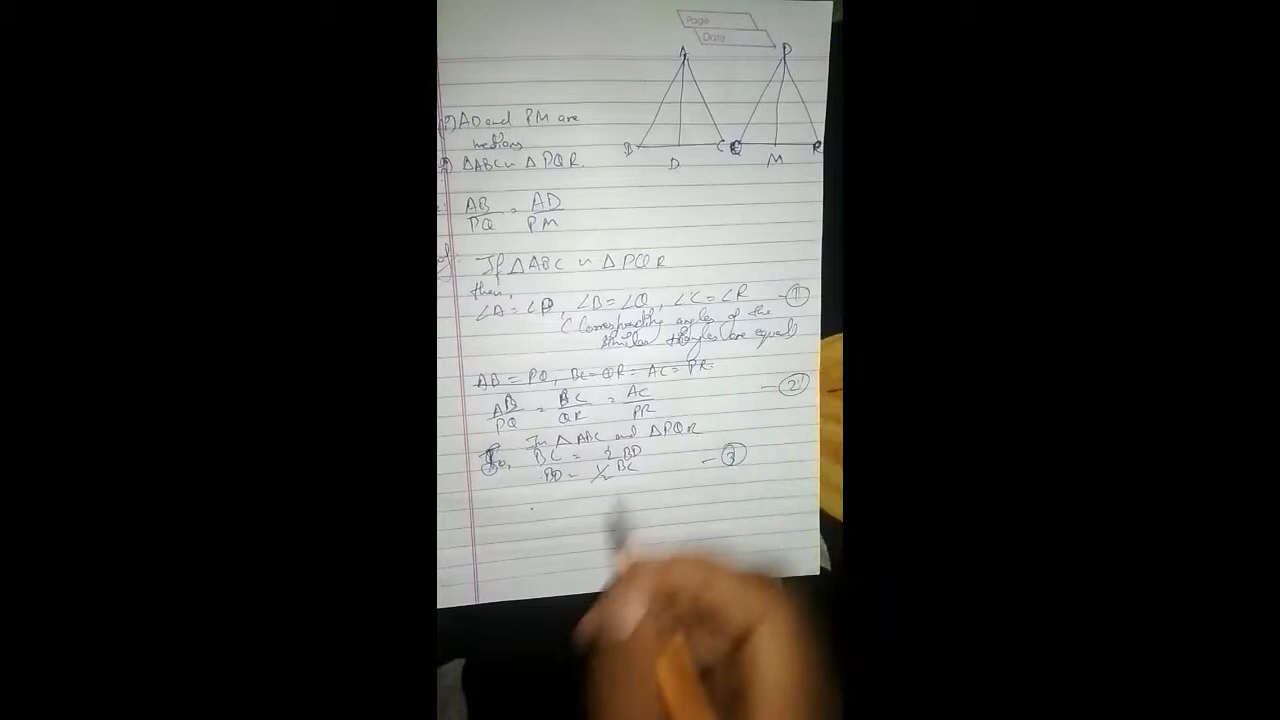 Page
Date
A P
i) AD and PM are
medians
B D C Q M R
ii) ΔABC ~ ΔPQR.
AB/PQ = AD/PM
If ΔABC ~ ΔPQR
then,
∠A = ∠P, ∠B = ∠Q, ∠C = ∠R - ①
( Corresponding angles of the
similar triangles are equal
AB = PQ, BC = QR = AC = PR
AB/PQ = BC/QR = AC/PR - ②
In ΔABC and ΔPQR
So, BC = 2BD
BD = 1/2 BC - ③